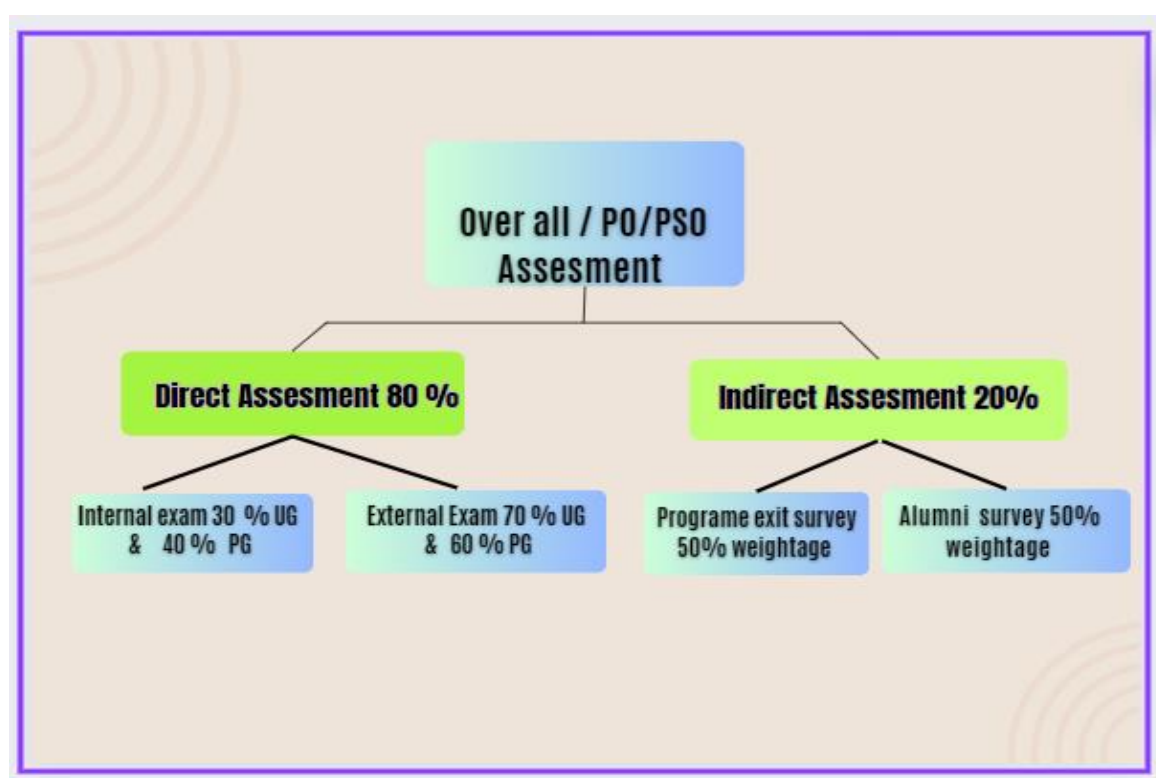 Over all / PO/PSO
Assesment
Direct Assesment 80 %
Indirect Assesment 20%
Internal exam 30 % UG
& 40 % PG
External Exam 70 % UG
& 60 % PG
Programe exit survey
50% weightage
Alumni survey 50%
weightage